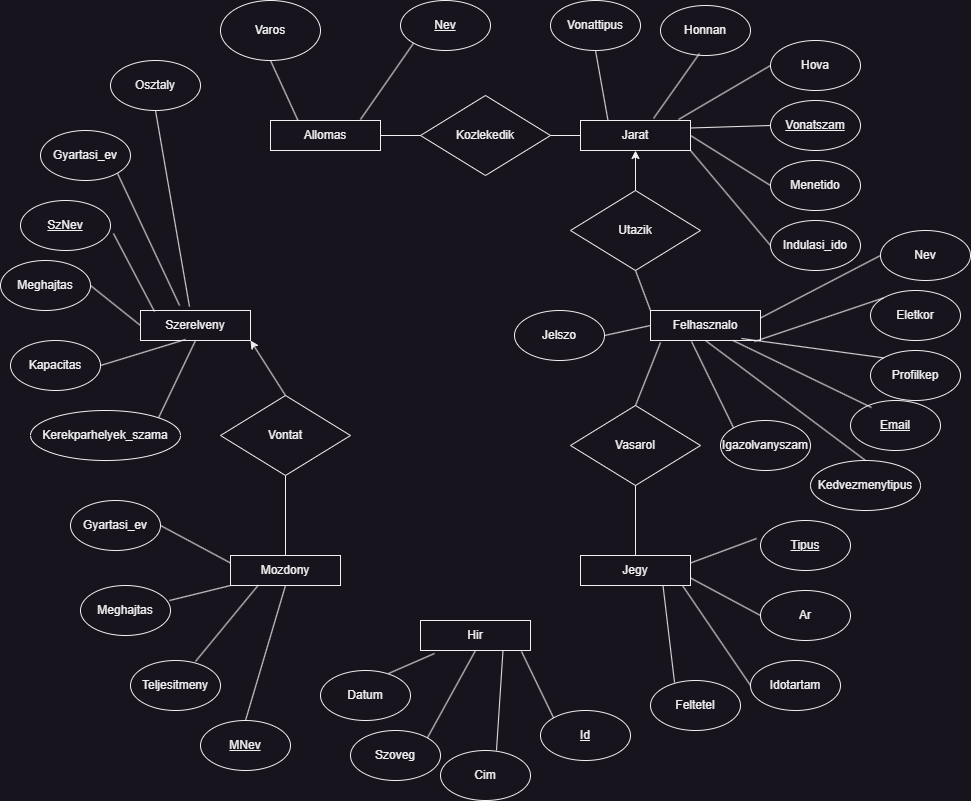 Varos
Nev
Vonattipus
Honnan
Hova
Osztaly
Allomas
Kozlekedik
Jarat
Vonatszam
Gyartasi_ev
Menetido
SzNev
Utazik
Indulasi_ido
Nev
Meghajtas
Szerelveny
Jelszo
Felhasznalo
Eletkor
Kapacitas
Profilkep
Kerekparhelyek_szama
Vontat
Vasarol
Igazolvanyszam
Email
Kedvezmenytipus
Gyartasi_ev
Mozdony
Jegy
Tipus
Meghajtas
Hir
Ar
Teljesitmeny
Datum
Feltetel
Idotartam
MNev
Szoveg
Cim
Id